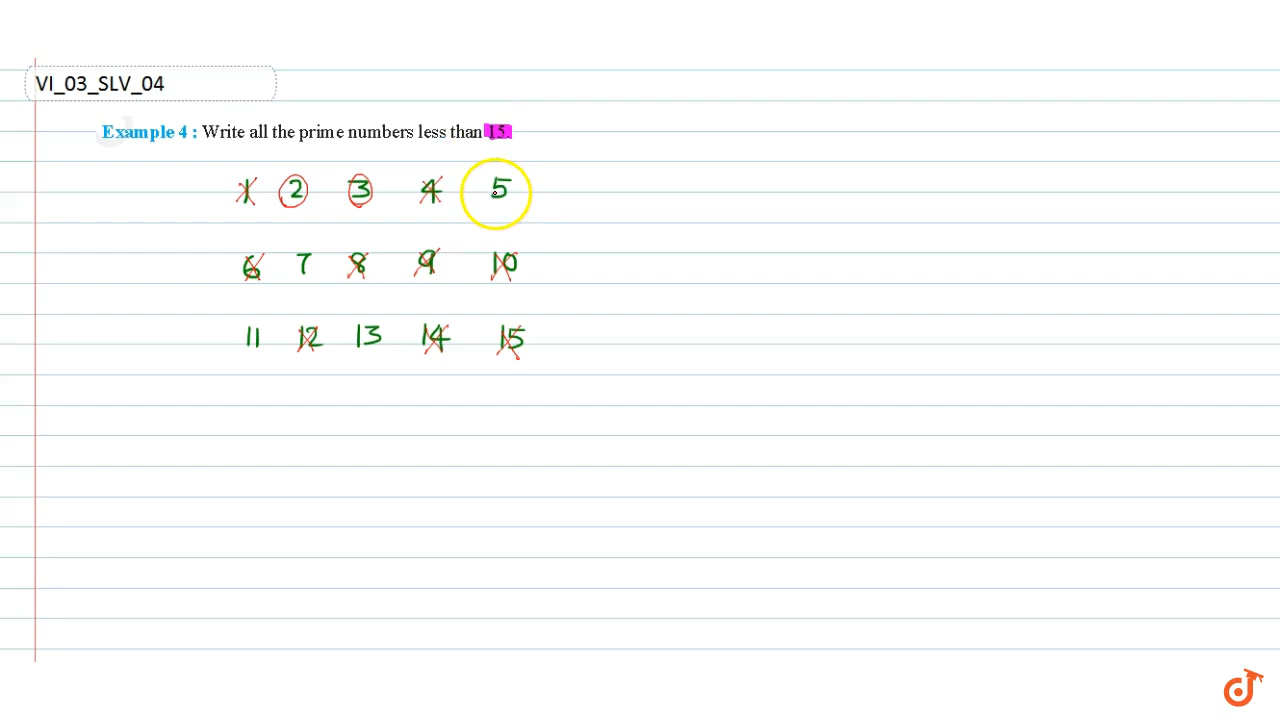 VI_03_SLV_04
Example 4 : Write all the prime numbers less than 15.
1 2 3 4 5
6 7 8 9 10
11 12 13 14 15